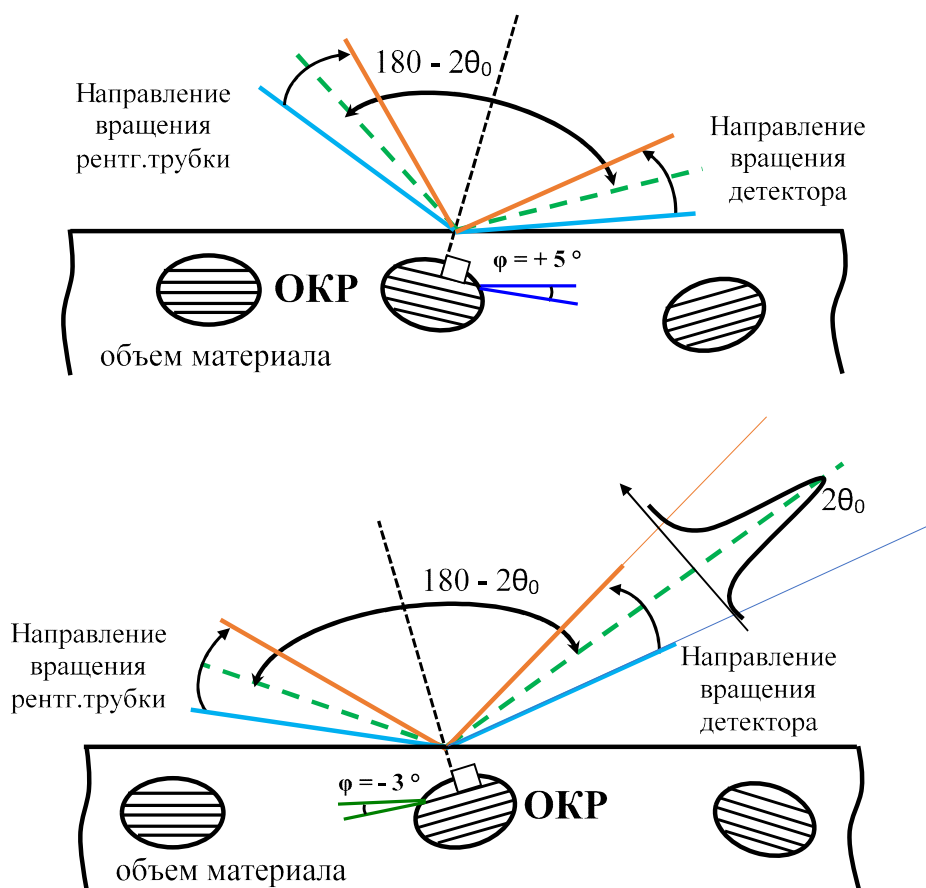 180 - 2θ₀
Направление
вращения
рентг.трубки
Направление
вращения
детектора
φ = + 5 °
ОКР
объем материала
2θ₀
180 - 2θ₀
Направление
вращения
рентг.трубки
Направление
вращения
детектора
φ = - 3 °
ОКР
объем материала